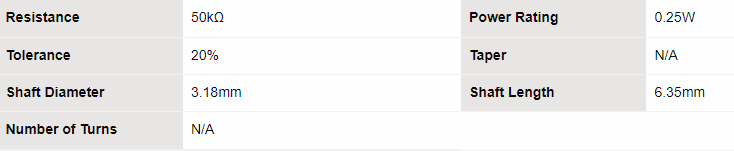 Resistance 50kΩ Power Rating 0.25W
Tolerance 20% Taper N/A
Shaft Diameter 3.18mm Shaft Length 6.35mm
Number of Turns N/A